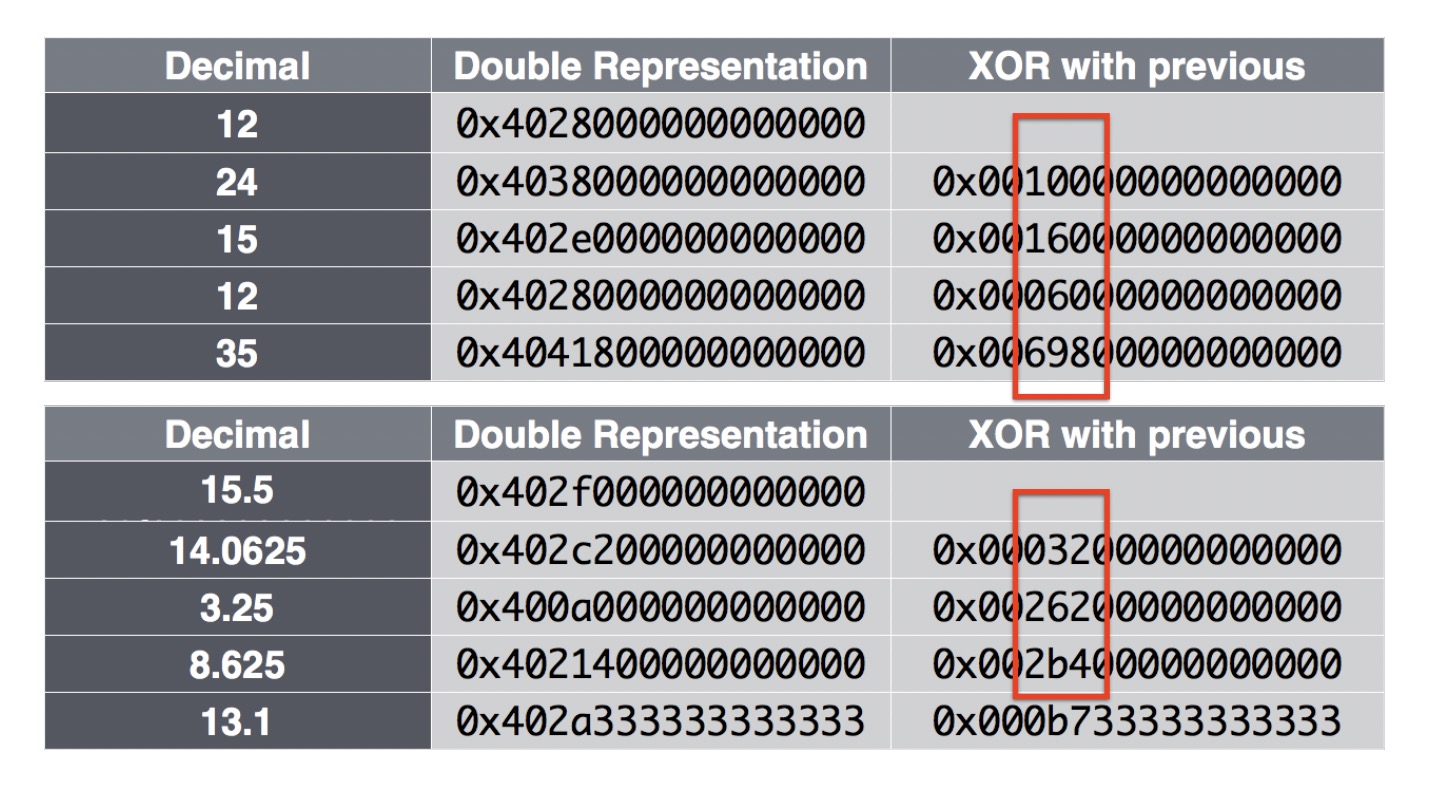 Decimal Double Representation XOR with previous
12 0x4028000000000000
24 0x4038000000000000 0x0010000000000000
15 0x402e000000000000 0x0016000000000000
12 0x4028000000000000 0x0006000000000000
35 0x4041800000000000 0x0069800000000000
Decimal Double Representation XOR with previous
15.5 0x402f000000000000
14.0625 0x402c200000000000 0x0003200000000000
3.25 0x400a000000000000 0x0026200000000000
8.625 0x4021400000000000 0x002b400000000000
13.1 0x402a333333333333 0x000b733333333333